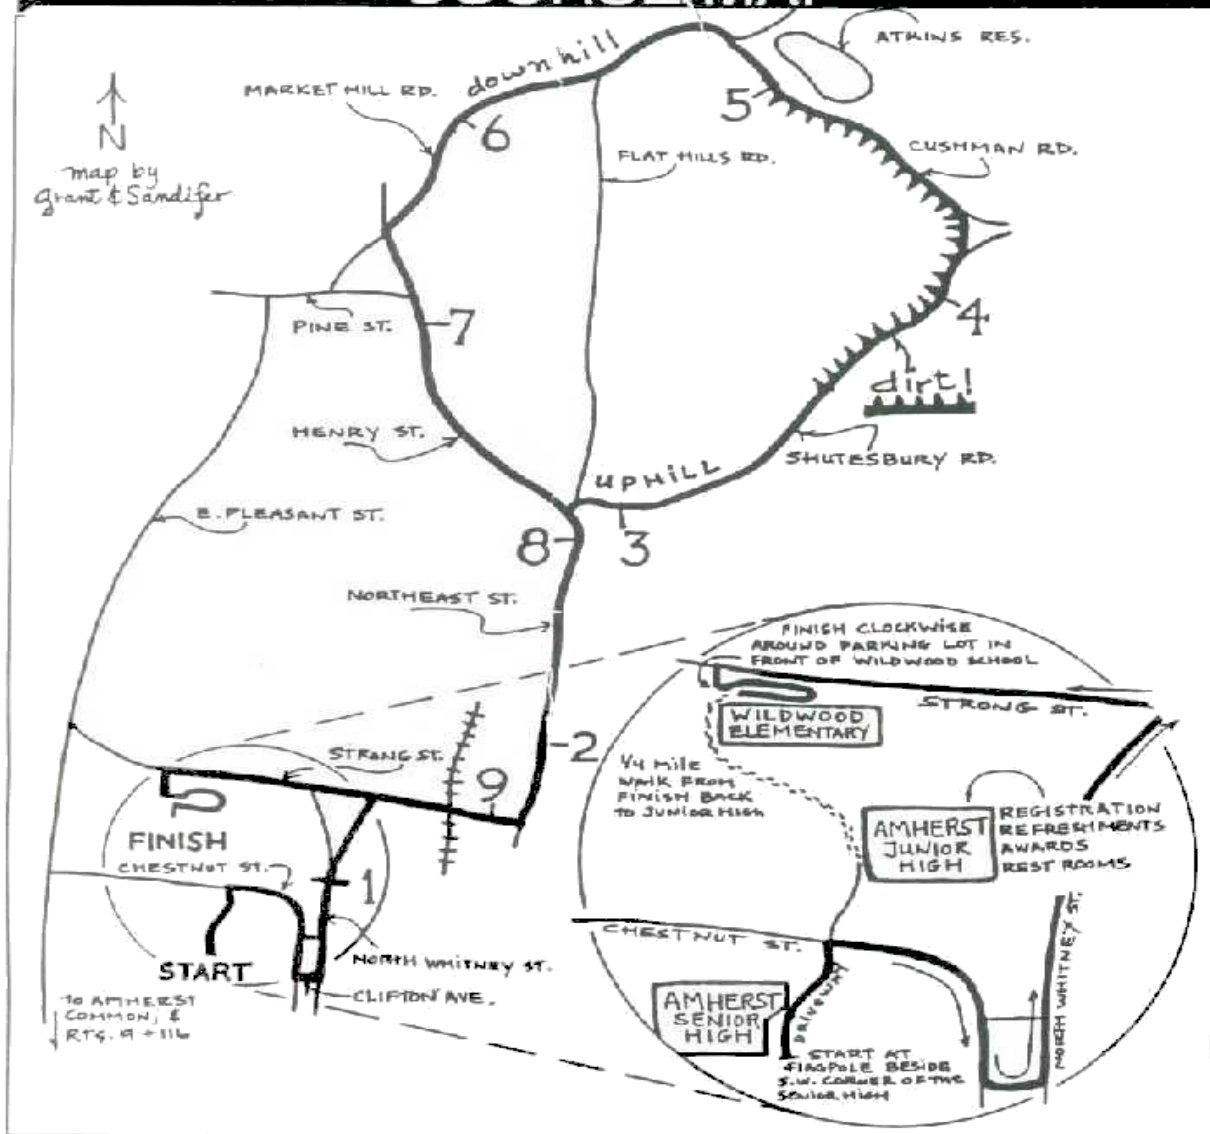 ATKINS RES.
downhill
MARKET HILL RD.
5
N
6
FLAT HILLS RD.
CUSHMAN RD.
map by
Grant & Sandifer
4
PINE ST.
7
dirt!
HENRY ST.
UPHILL
SHUTESBURY RD.
E. PLEASANT ST.
8
3
NORTHEAST ST.
2
STRONG ST.
9
FINISH
CHESTNUT ST.
1
START
NORTH WHITNEY ST.
CLIFTON AVE.
TO AMHERST
COMMON, &
RTS. 9 + 116
FINISH CLOCKWISE
AROUND PARKING LOT IN
FRONT OF WILDWOOD SCHOOL
STRONG ST.
WILDWOOD
ELEMENTARY
1/4 MILE
WALK FROM
FINISH BACK
TO JUNIOR HIGH
AMHERST
JUNIOR
HIGH
REGISTRATION
REFRESHMENTS
AWARDS
REST ROOMS
CHESTNUT ST.
NORTH WHITNEY ST.
AMHERST
SENIOR
HIGH
DRIVEWAY
START AT
FLAGPOLE BESIDE
S.W. CORNER OF THE
SENIOR HIGH